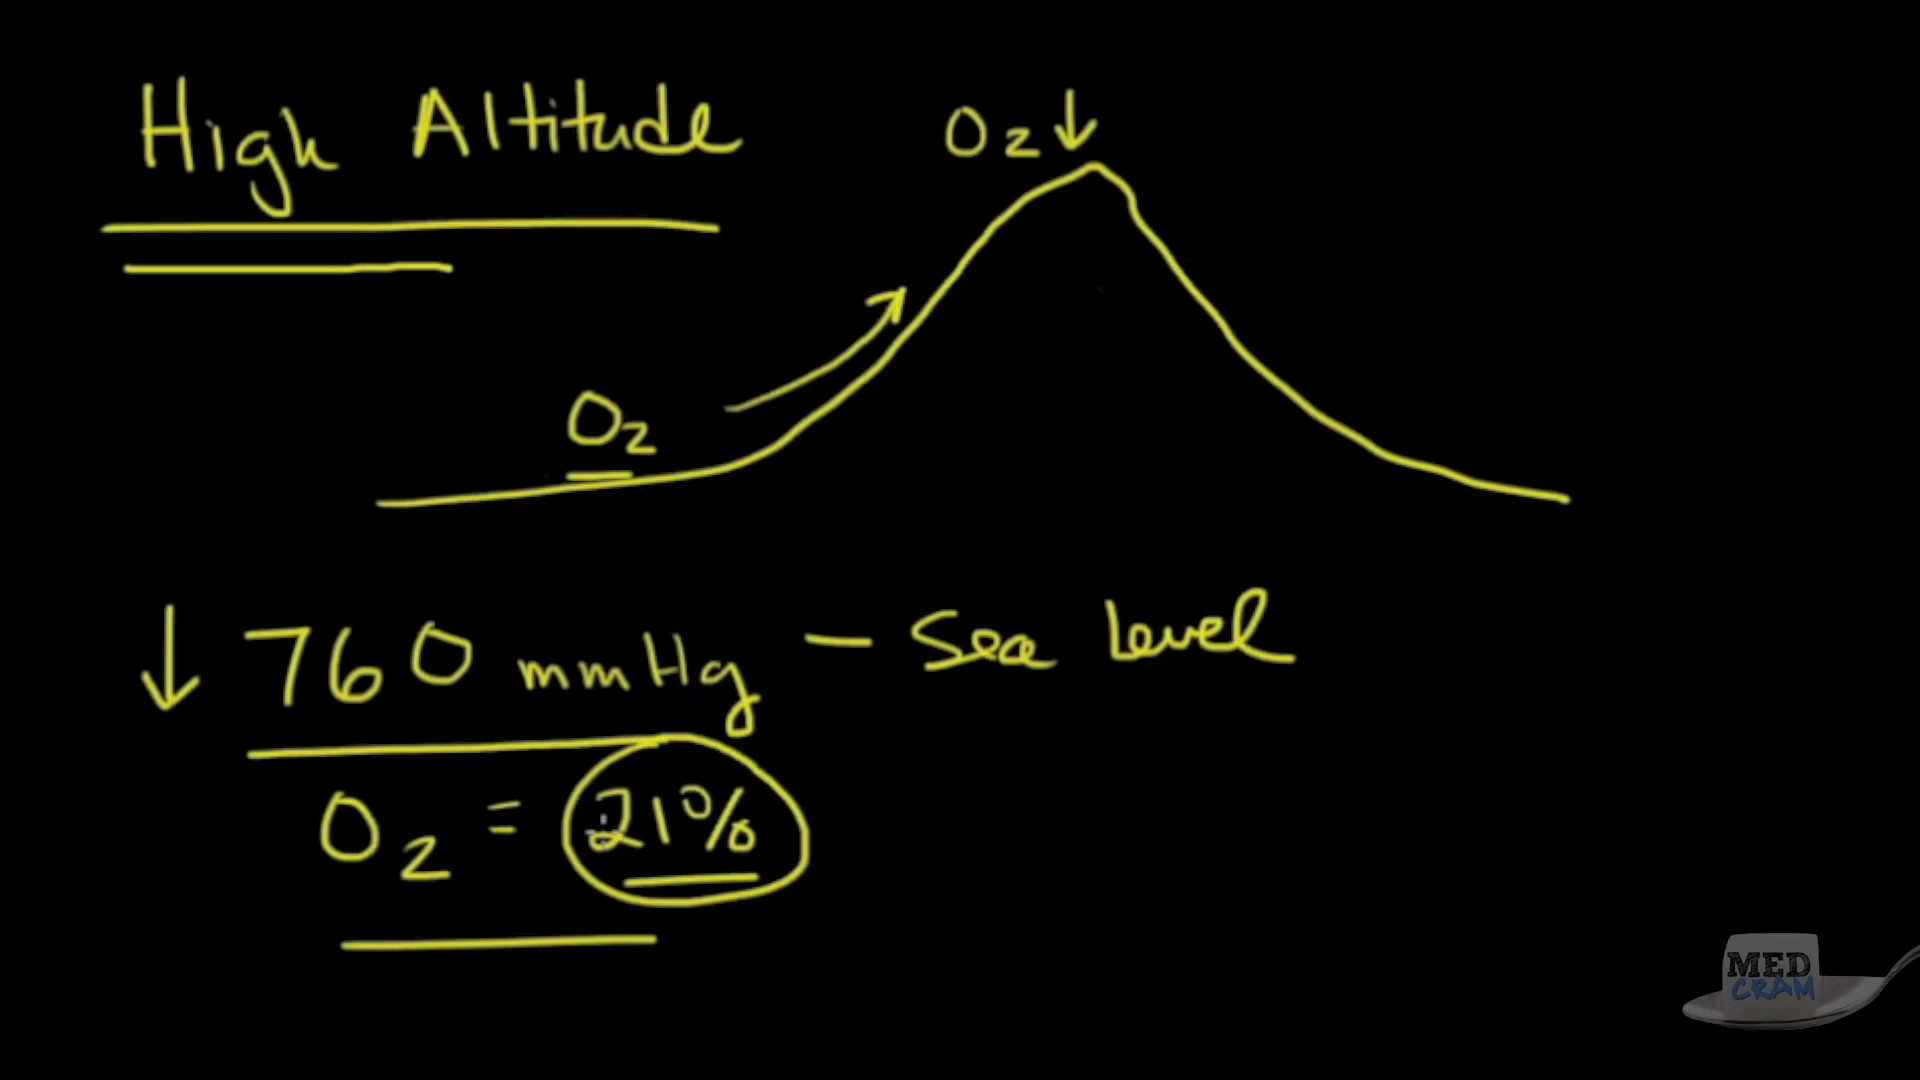 High Altitude
O2↓
O2
↓ 760 mmHg — Sea level
O2 = 21%
MED
CRAM